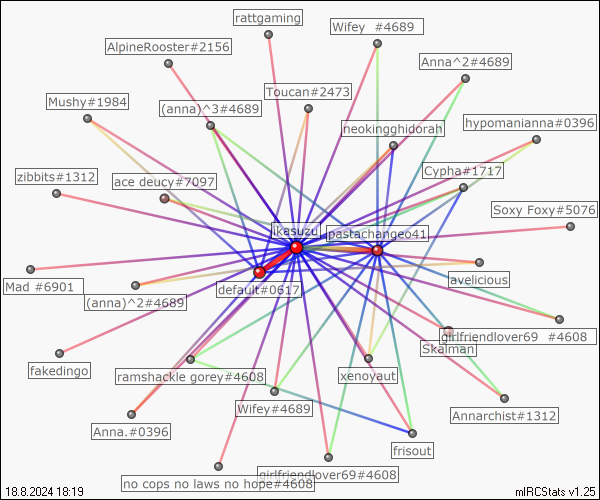 rattgaming
Wifey  #4689
AlpineRooster#2156
Anna^2#4689
Toucan#2473
Mushy#1984
(anna)^3#4689
neokingghidorah
hypomanianna#0396
zibbits#1312
ace deucy#7097
Cypha#1717
Soxy Foxy#5076
ikasuzu
pastachangeo41
Mad #6901
(anna)^2#4689
default#0617
avelicious
girlfriendlover69  #4608
Skalman
fakedingo
ramshackle gorey#4608
xenoyaut
Anna.#0396
Wifey#4689
Annarchist#1312
frisout
no cops no laws no hope#4608
girlfriendlover69#4608
18.8.2024 18:19
mIRCStats v1.25